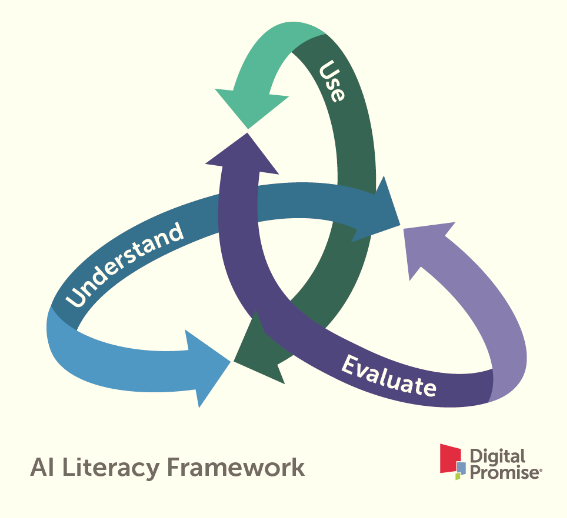 Use
Understand
Evaluate
AI Literacy Framework
Digital
Promise®